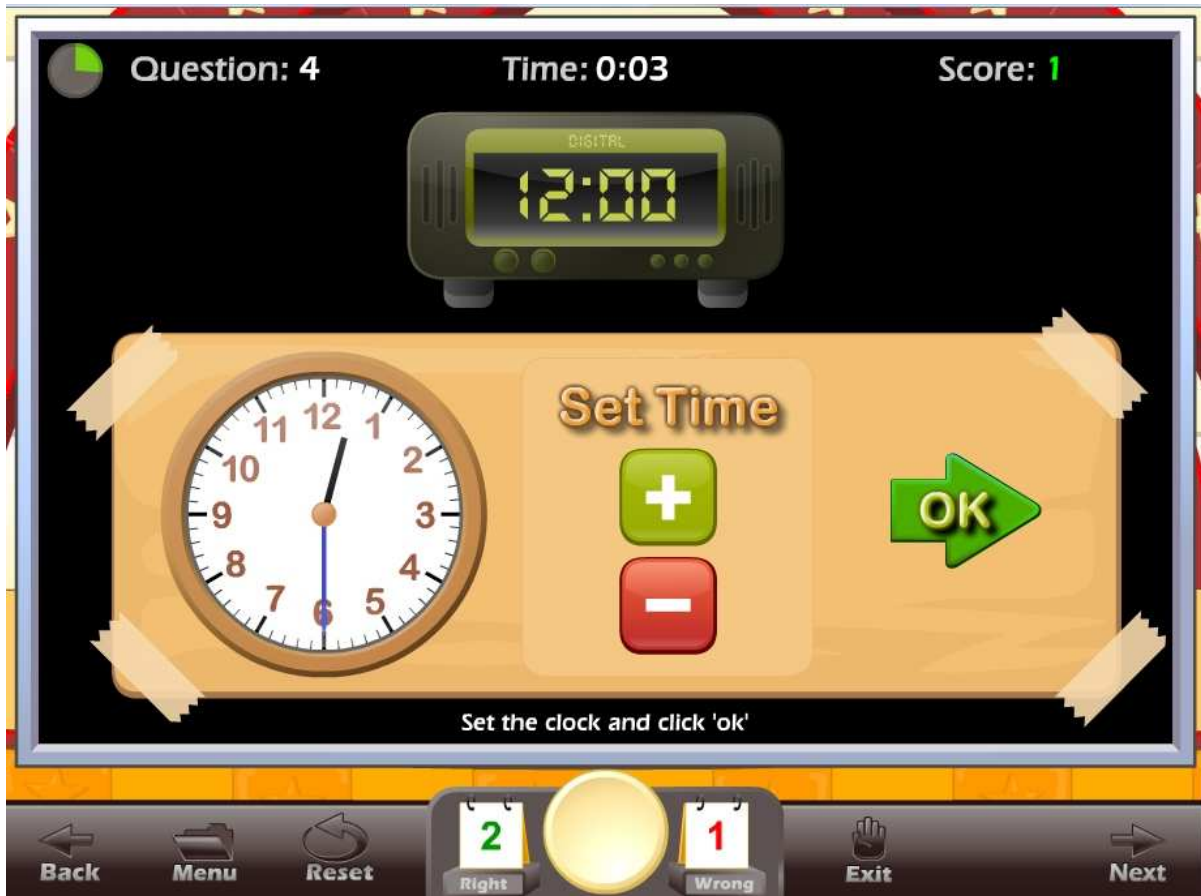 Question: 4
Time: 0:03
Score: 1
DIGITAL
12:00
12
1
2
3
4
5
6
7
8
9
10
11
Set Time
+
-
OK
Set the clock and click 'ok'
Back
Menu
Reset
2
Right
1
Wrong
Exit
Next